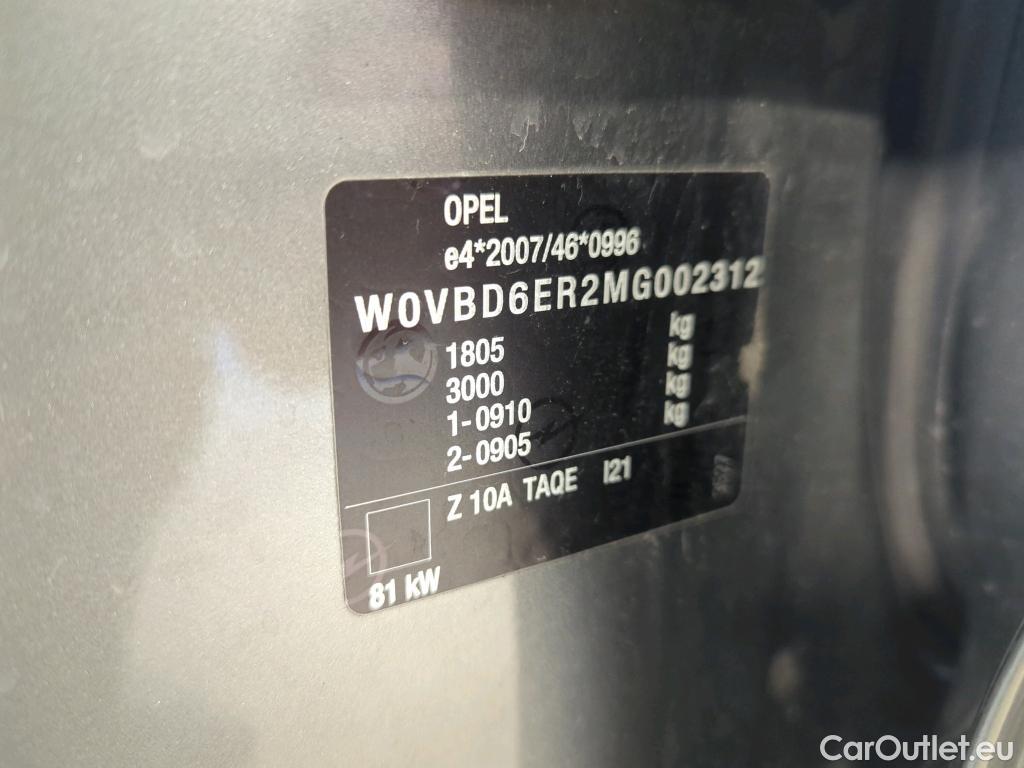 OPEL
e4*2007/46*0996
W0VBD6ER2MG002312
kg
1805 kg
3000 kg
1-0910 kg
2-0905
Z 10A TAQE I21
81 kW
CarOutlet.eu